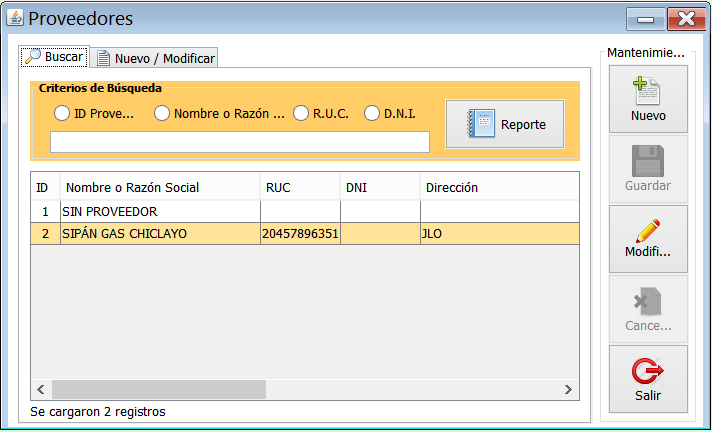 Proveedores
Buscar
Nuevo / Modificar
Criterios de Búsqueda
ID Prove... Nombre o Razón ... R.U.C. D.N.I.
Reporte
ID Nombre o Razón Social RUC DNI Dirección
1 SIN PROVEEDOR
2 SIPÁN GAS CHICLAYO 20457896351 JLO
Se cargaron 2 registros
Mantenimie...
Nuevo
Guardar
Modifi...
Cance...
Salir